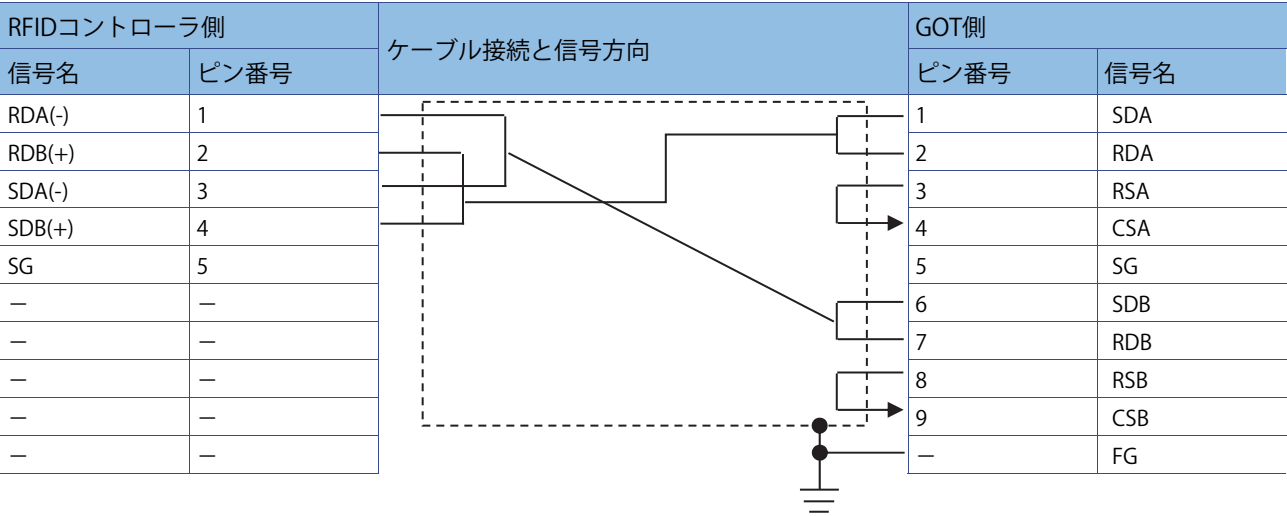 RFIDコントローラ側 ケーブル接続と信号方向 GOT側
信号名 ピン番号 ピン番号 信号名
RDA(-) 1 1 SDA
RDB(+) 2 2 RDA
SDA(-) 3 3 RSA
SDB(+) 4 4 CSA
SG 5 5 SG
－ － 6 SDB
－ － 7 RDB
－ － 8 RSB
－ － 9 CSB
－ － － FG